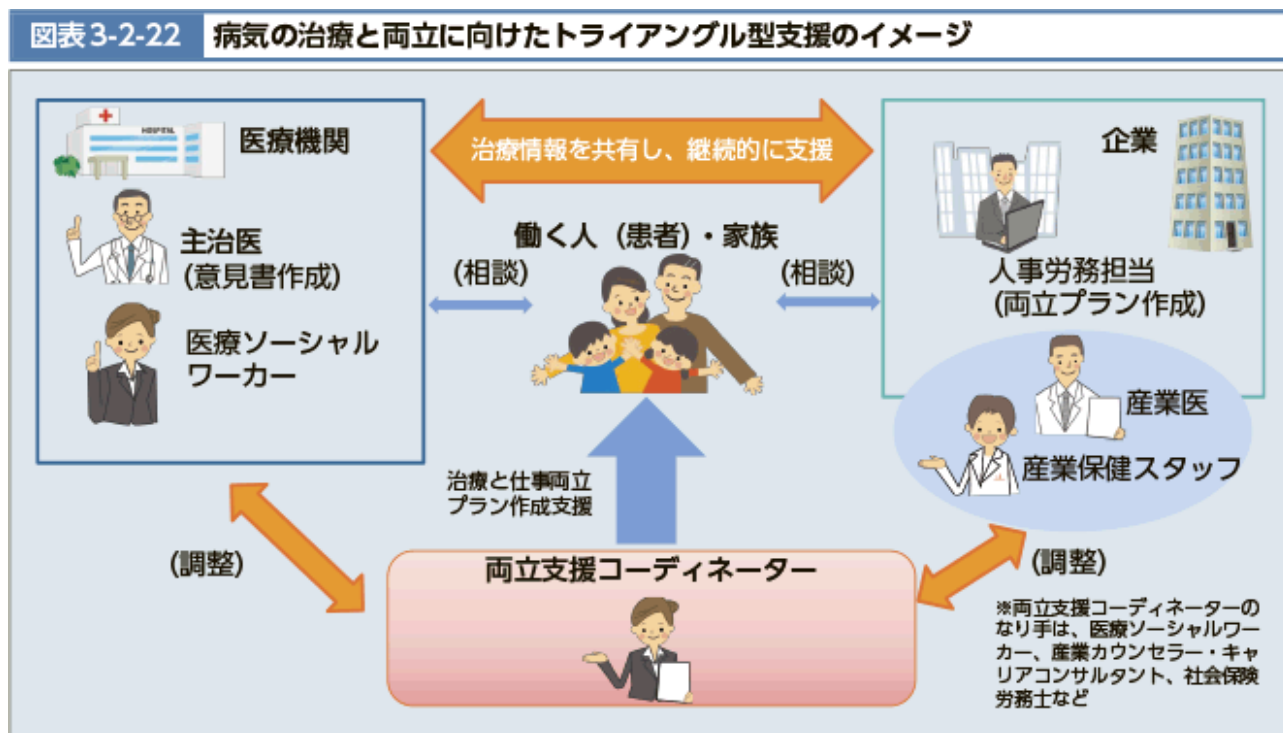 図表3-2-22 病気の治療と両立に向けたトライアングル型支援のイメージ
HOSPITAL
医療機関
主治医
(意見書作成)
医療ソーシャル
ワーカー
治療情報を共有し、継続的に支援
働く人（患者）・家族
(相談)
(相談)
企業
人事労務担当
(両立プラン作成)
産業医
産業保健スタッフ
治療と仕事両立
プラン作成支援
(調整)
両立支援コーディネーター
(調整)
※両立支援コーディネーターの
なり手は、医療ソーシャルワー
カー、産業カウンセラー・キャ
リアコンサルタント、社会保険
労務士など